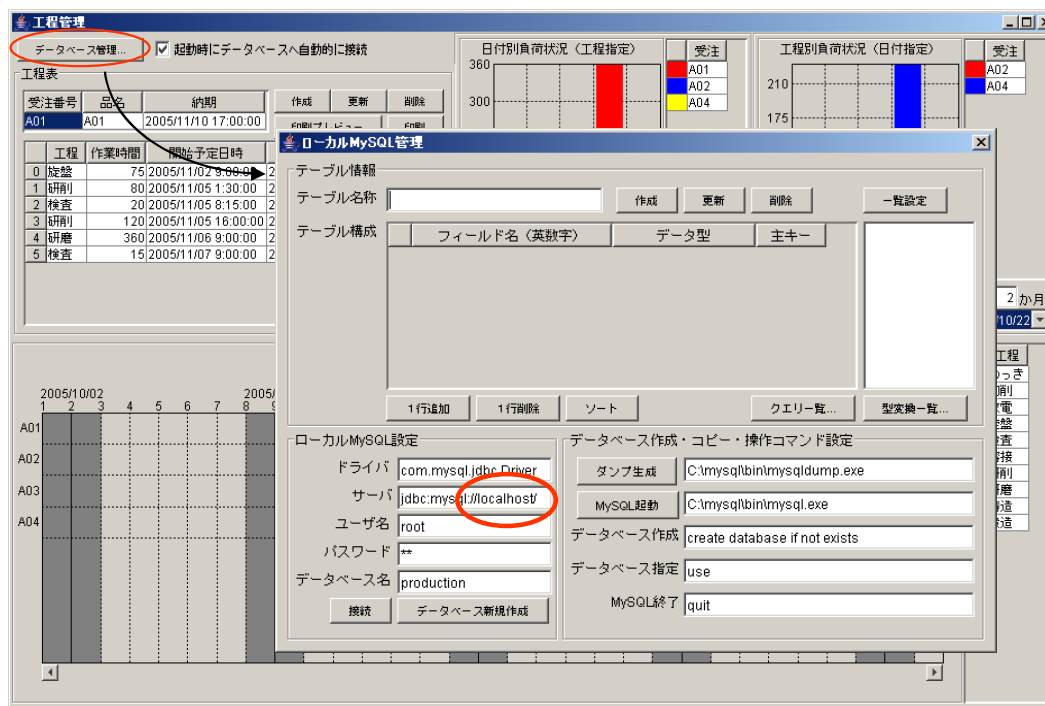 工程管理
データベース管理...
起動時にデータベースへ自動的に接続
工程表
受注番号 品名 納期
A01 A01 2005/11/10 17:00:00
作成 更新 削除
工程 作業時間 開始予定日時
0 旋盤 75 2005/11/02 9:00:00 2
1 研削 80 2005/11/05 1:30:00 2
2 検査 20 2005/11/05 8:15:00 2
3 研削 120 2005/11/05 16:00:00 2
4 研磨 360 2005/11/06 9:00:00 2
5 検査 15 2005/11/07 9:00:00 2
日付別負荷状況（工程指定）
360
300
受注
A01
A02
A04
工程別負荷状況（日付指定）
210
175
受注
A02
A04
ローカルMySQL管理
テーブル情報
テーブル名称
作成 更新 削除 一覧設定
テーブル構成
フィールド名（英数字） データ型 主キー
1行追加 1行削除 ソート クエリ一覧... 型変換一覧...
ローカルMySQL設定
ドライバ com.mysql.jdbc.Driver
サーバ jdbc:mysql://localhost/
ユーザ名 root
パスワード **
データベース名 production
接続 データベース新規作成
データベース作成・コピー・操作コマンド設定
ダンプ生成 C:\mysql\bin\mysqldump.exe
MySQL起動 C:\mysql\bin\mysql.exe
データベース作成 create database if not exists
データベース指定 use
MySQL終了 quit
2 か月
/10/22
工程
2005/10/02
2005/
1 2 3 4 5 6 7 8
A01
A02
A03
A04